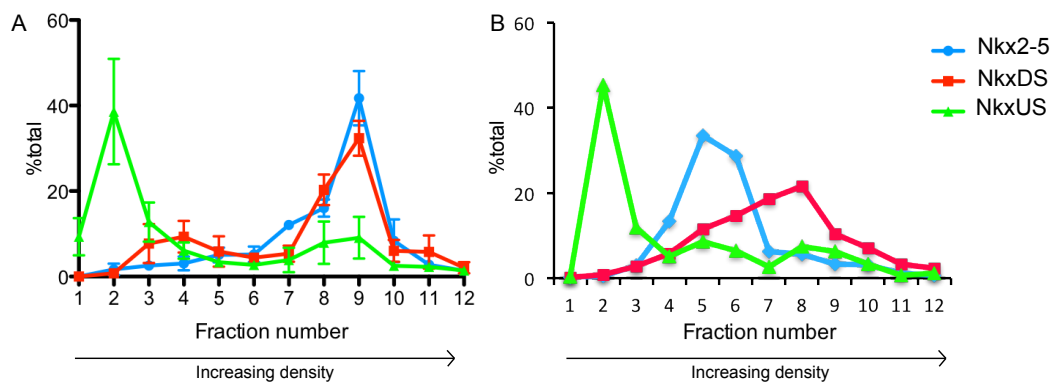 A
60
40
20
0
%total
1 2 3 4 5 6 7 8 9 10 11 12
Fraction number
Increasing density
B
60
40
20
0
%total
1 2 3 4 5 6 7 8 9 10 11 12
Fraction number
Increasing density
Nkx2-5
NkxDS
NkxUS